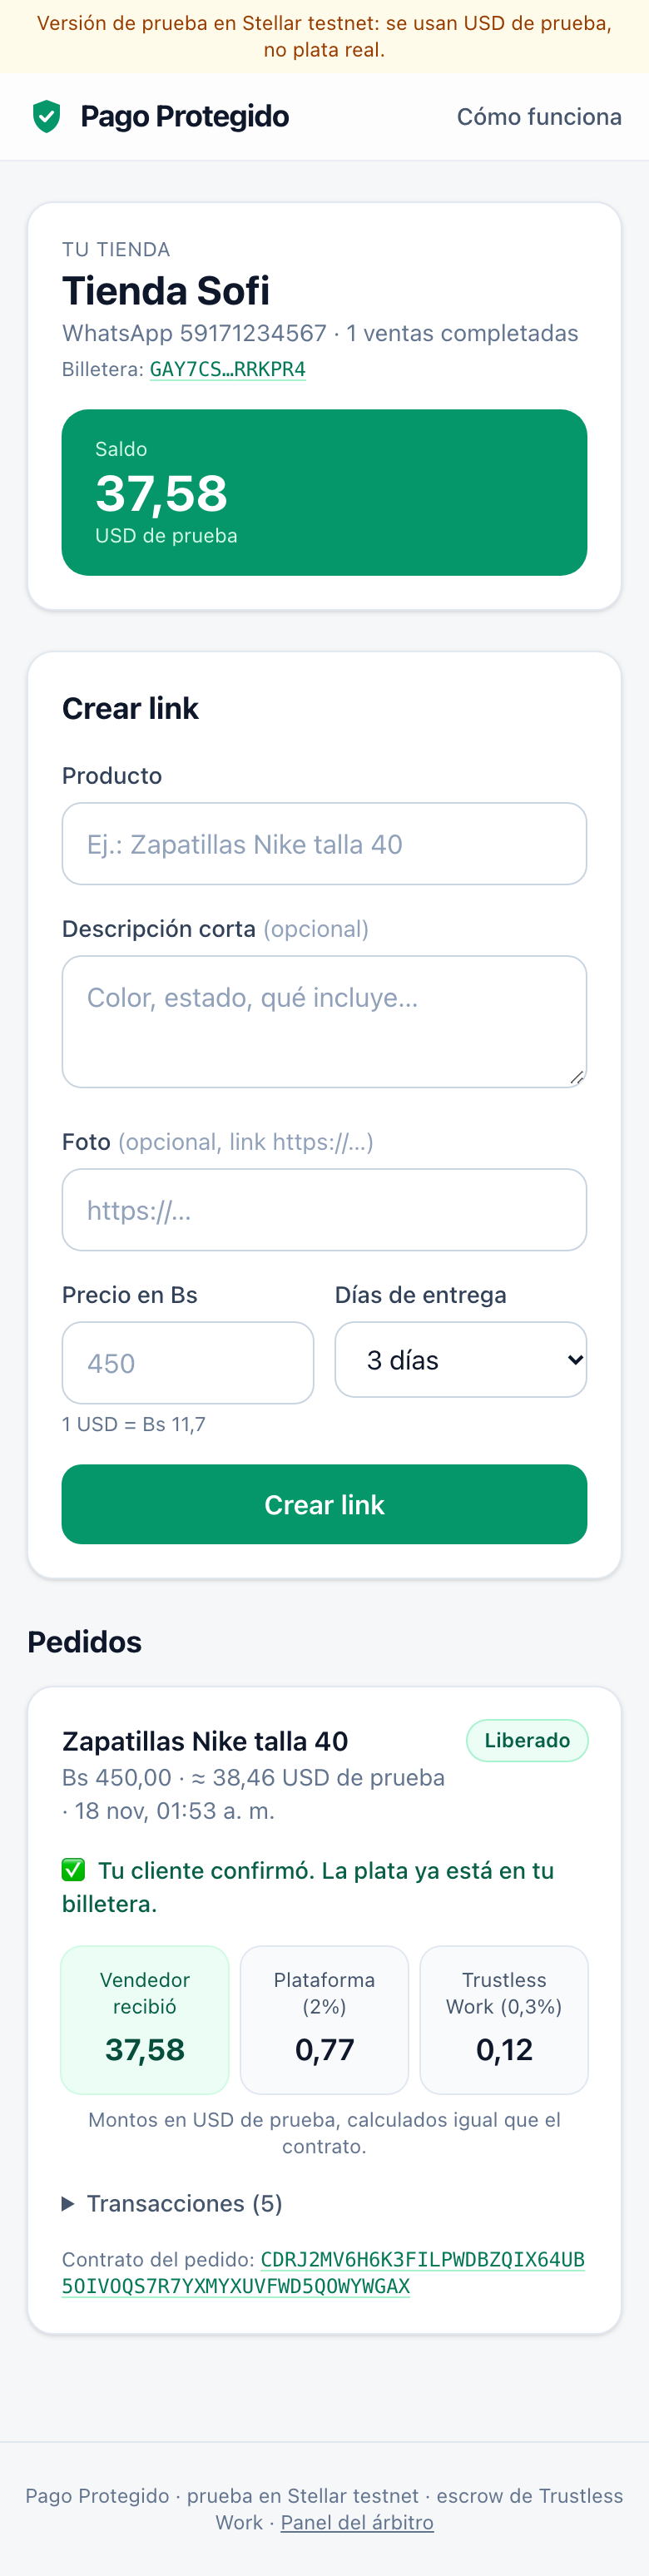 Versión de prueba en Stellar testnet: se usan USD de prueba,
no plata real.
Pago Protegido
Cómo funciona
TU TIENDA
Tienda Sofi
WhatsApp 59171234567 · 1 ventas completadas
Billetera: GAY7CS…RRKPR4
Saldo
37,58
USD de prueba
Crear link
Producto
Ej.: Zapatillas Nike talla 40
Descripción corta (opcional)
Color, estado, qué incluye…
Foto (opcional, link https://…)
https://…
Precio en Bs
Días de entrega
450
3 días
1 USD = Bs 11,7
Crear link
Pedidos
Zapatillas Nike talla 40
Liberado
Bs 450,00 · ≈ 38,46 USD de prueba
· 18 nov, 01:53 a. m.
✅ Tu cliente confirmó. La plata ya está en tu
billetera.
Vendedor
recibió
37,58
Plataforma
(2%)
0,77
Trustless
Work (0,3%)
0,12
Montos en USD de prueba, calculados igual que el
contrato.
▶ Transacciones (5)
Contrato del pedido: CDRJ2MV6H6K3FILPWDBZQIX64UB
5OIVOQS7R7YXMYXUVFWD5QOWYWGAX
Pago Protegido · prueba en Stellar testnet · escrow de Trustless
Work · Panel del árbitro